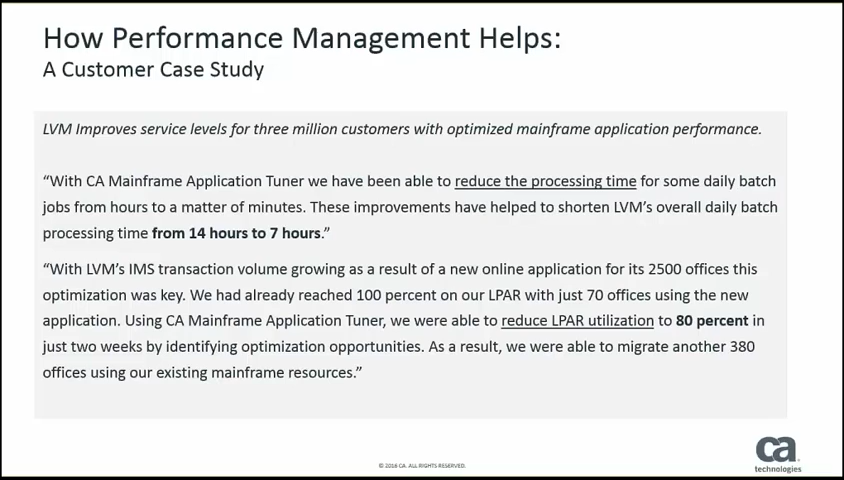 How Performance Management Helps:
A Customer Case Study
LVM Improves service levels for three million customers with optimized mainframe application performance.
“With CA Mainframe Application Tuner we have been able to reduce the processing time for some daily batch
jobs from hours to a matter of minutes. These improvements have helped to shorten LVM’s overall daily batch
processing time from 14 hours to 7 hours.”
“With LVM’s IMS transaction volume growing as a result of a new online application for its 2500 offices this
optimization was key. We had already reached 100 percent on our LPAR with just 70 offices using the new
application. Using CA Mainframe Application Tuner, we were able to reduce LPAR utilization to 80 percent in
just two weeks by identifying optimization opportunities. As a result, we were able to migrate another 380
offices using our existing mainframe resources.”
© 2016 CA. ALL RIGHTS RESERVED.
ca
technologies